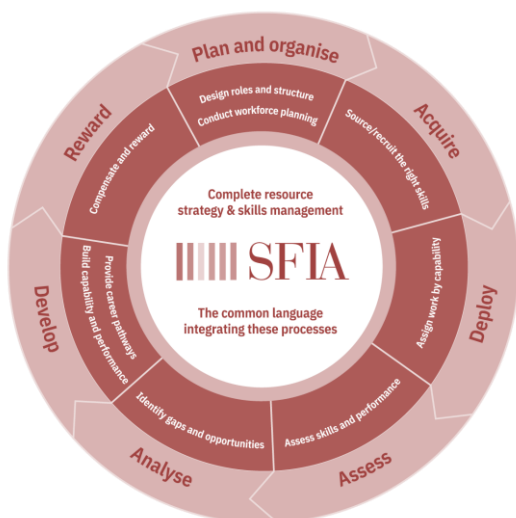 Plan and organise
Design roles and structure
Conduct workforce planning
Acquire
Source/recruit the right skills
Deploy
Assign work by capability
Assess
Assess skills and performance
Analyse
Identify gaps and opportunities
Develop
Provide career pathways
Build capability and performance
Reward
Compensate and reward
Complete resource
strategy & skills management
SFIA
The common language
integrating these processes